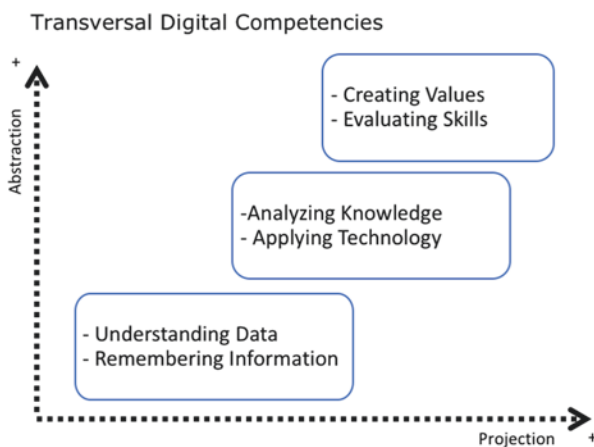 Transversal Digital Competencies
+
Abstraction
- Creating Values
- Evaluating Skills
-Analyzing Knowledge
- Applying Technology
- Understanding Data
- Remembering Information
Projection
+